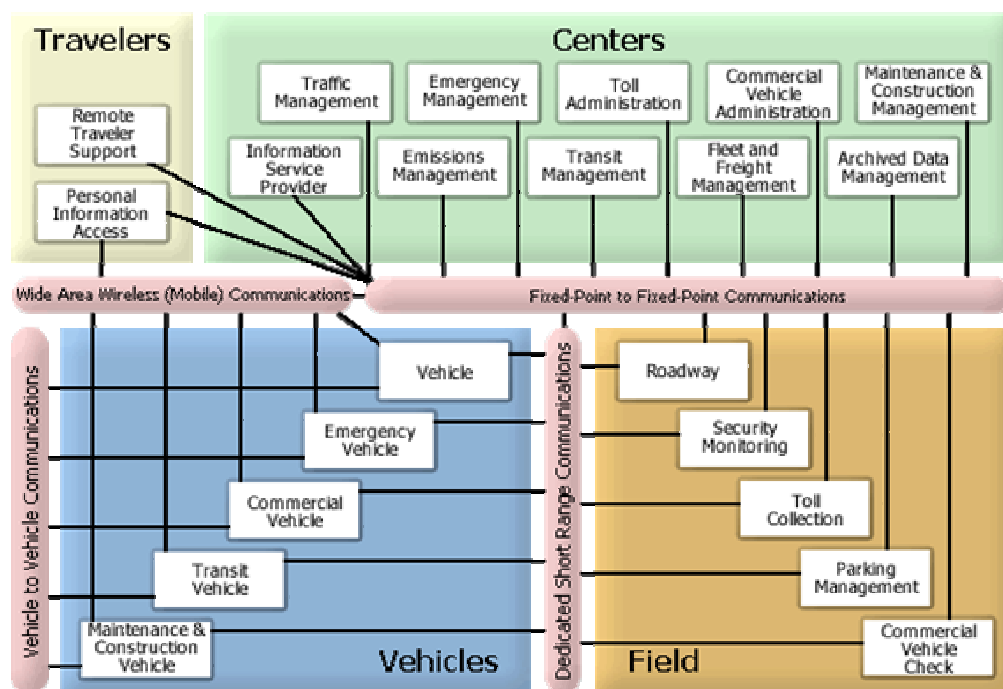 Travelers
Remote
Traveler
Support
Personal
Information
Access
Centers
Traffic
Management
Emergency
Management
Toll
Administration
Commercial
Vehicle
Administration
Maintenance &
Construction
Management
Information
Service
Provider
Emissions
Management
Transit
Management
Fleet and
Freight
Management
Archived Data
Management
Wide Area Wireless (Mobile) Communications
Fixed-Point to Fixed-Point Communications
Vehicle to Vehicle Communications
Vehicle
Emergency
Vehicle
Commercial
Vehicle
Transit
Vehicle
Maintenance &
Construction
Vehicle
Vehicles
Dedicated Short Range Communications
Roadway
Security
Monitoring
Toll
Collection
Parking
Management
Commercial
Vehicle
Check
Field